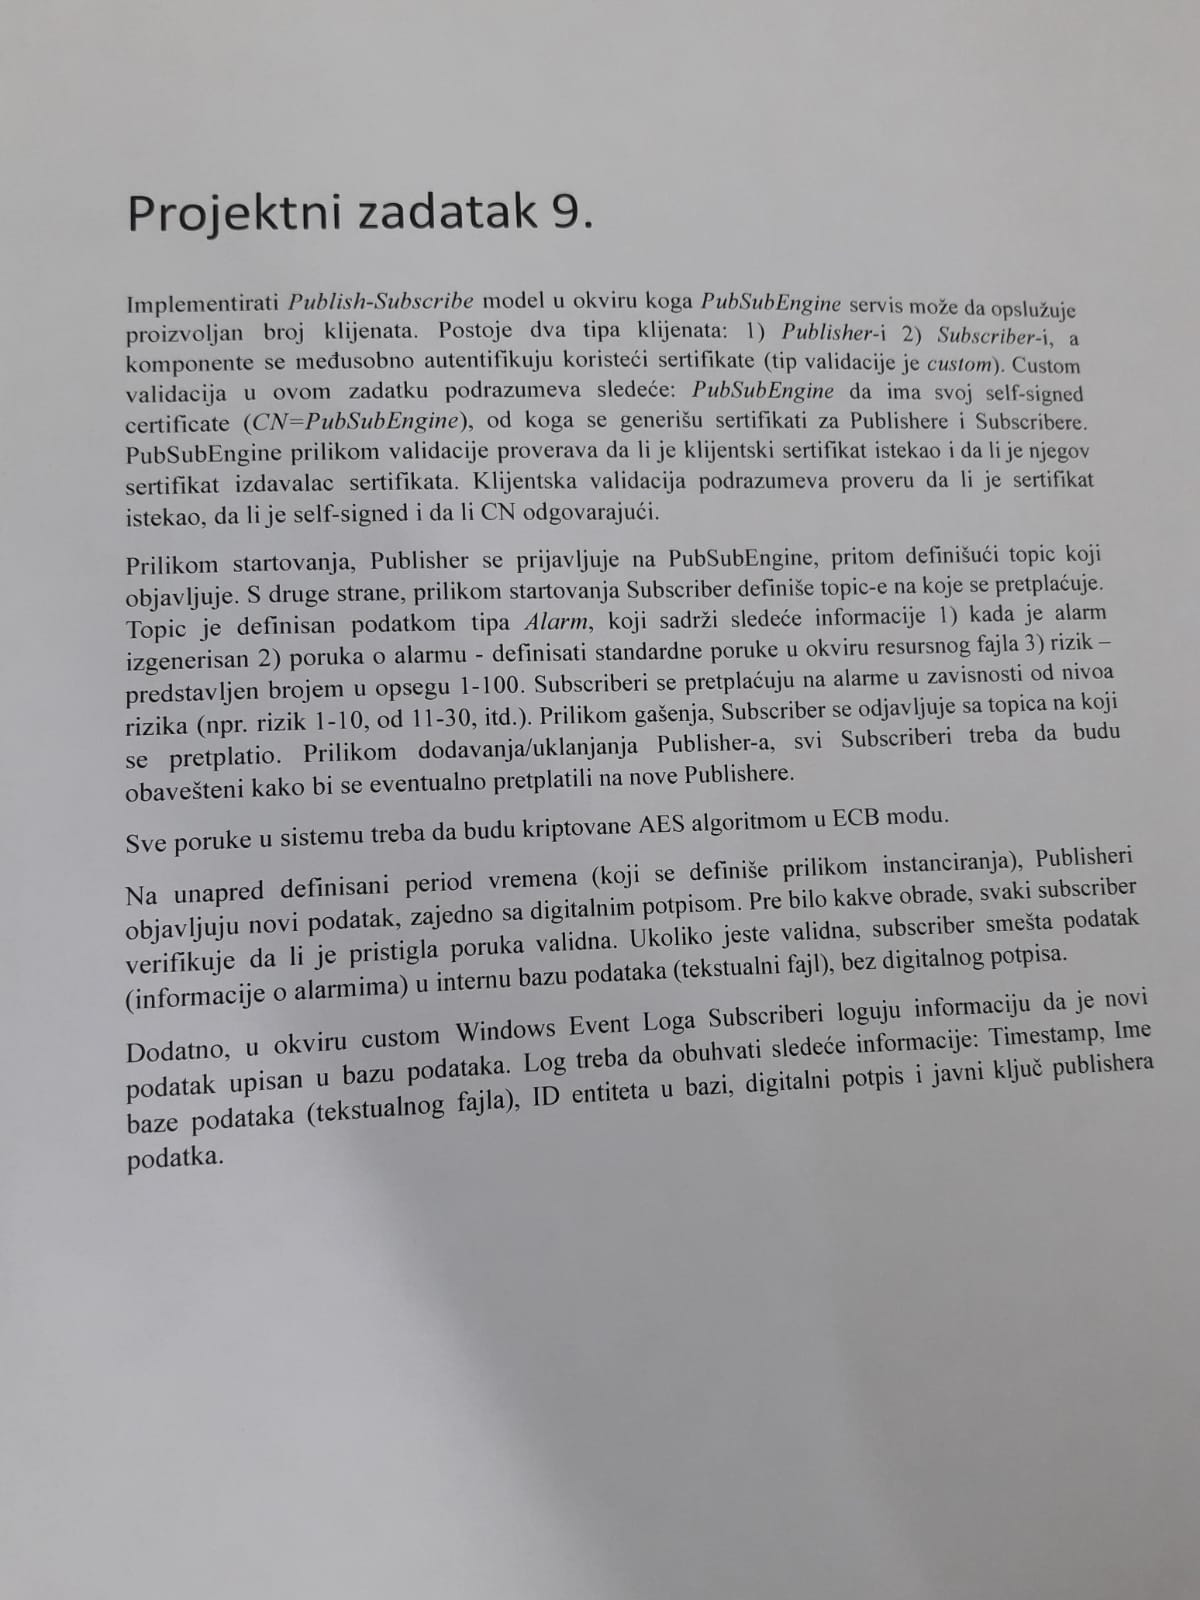 Projektni zadatak 9.
Implementirati Publish-Subscribe model u okviru koga PubSubEngine servis može da opslužuje
proizvoljan broj klijenata. Postoje dva tipa klijenata: 1) Publisher-i 2) Subscriber-i, a
komponente se međusobno autentifikuju koristeći sertifikate (tip validacije je custom). Custom
validacija u ovom zadatku podrazumeva sledeće: PubSubEngine da ima svoj self-signed
certificate (CN=PubSubEngine), od koga se generišu sertifikati za Publishere i Subscribere.
PubSubEngine prilikom validacije proverava da li je klijentski sertifikat istekao i da li je njegov
sertifikat izdavalac sertifikata. Klijentska validacija podrazumeva proveru da li je sertifikat
istekao, da li je self-signed i da li CN odgovarajući.
Prilikom startovanja, Publisher se prijavljuje na PubSubEngine, pritom definišući topic koji
objavljuje. S druge strane, prilikom startovanja Subscriber definiše topic-e na koje se pretplaćuje.
Topic je definisan podatkom tipa Alarm, koji sadrži sledeće informacije 1) kada je alarm
izgenerisan 2) poruka o alarmu - definisati standardne poruke u okviru resursnog fajla 3) rizik –
predstavljen brojem u opsegu 1-100. Subscriberi se pretplaćuju na alarme u zavisnosti od nivoa
rizika (npr. rizik 1-10, od 11-30, itd.). Prilikom gašenja, Subscriber se odjavljuje sa topica na koji
se pretplatio. Prilikom dodavanja/uklanjanja Publisher-a, svi Subscriberi treba da budu
obavešteni kako bi se eventualno pretplatili na nove Publishere.
Sve poruke u sistemu treba da budu kriptovane AES algoritmom u ECB modu.
Na unapred definisani period vremena (koji se definiše prilikom instanciranja), Publisheri
objavljuju novi podatak, zajedno sa digitalnim potpisom. Pre bilo kakve obrade, svaki subscriber
verifikuje da li je pristigla poruka validna. Ukoliko jeste validna, subscriber smešta podatak
(informacije o alarmima) u internu bazu podataka (tekstualni fajl), bez digitalnog potpisa.
Dodatno, u okviru custom Windows Event Loga Subscriberi loguju informaciju da je novi
podatak upisan u bazu podataka. Log treba da obuhvati sledeće informacije: Timestamp, Ime
baze podataka (tekstualnog fajla), ID entiteta u bazi, digitalni potpis i javni ključ publishera
podatka.